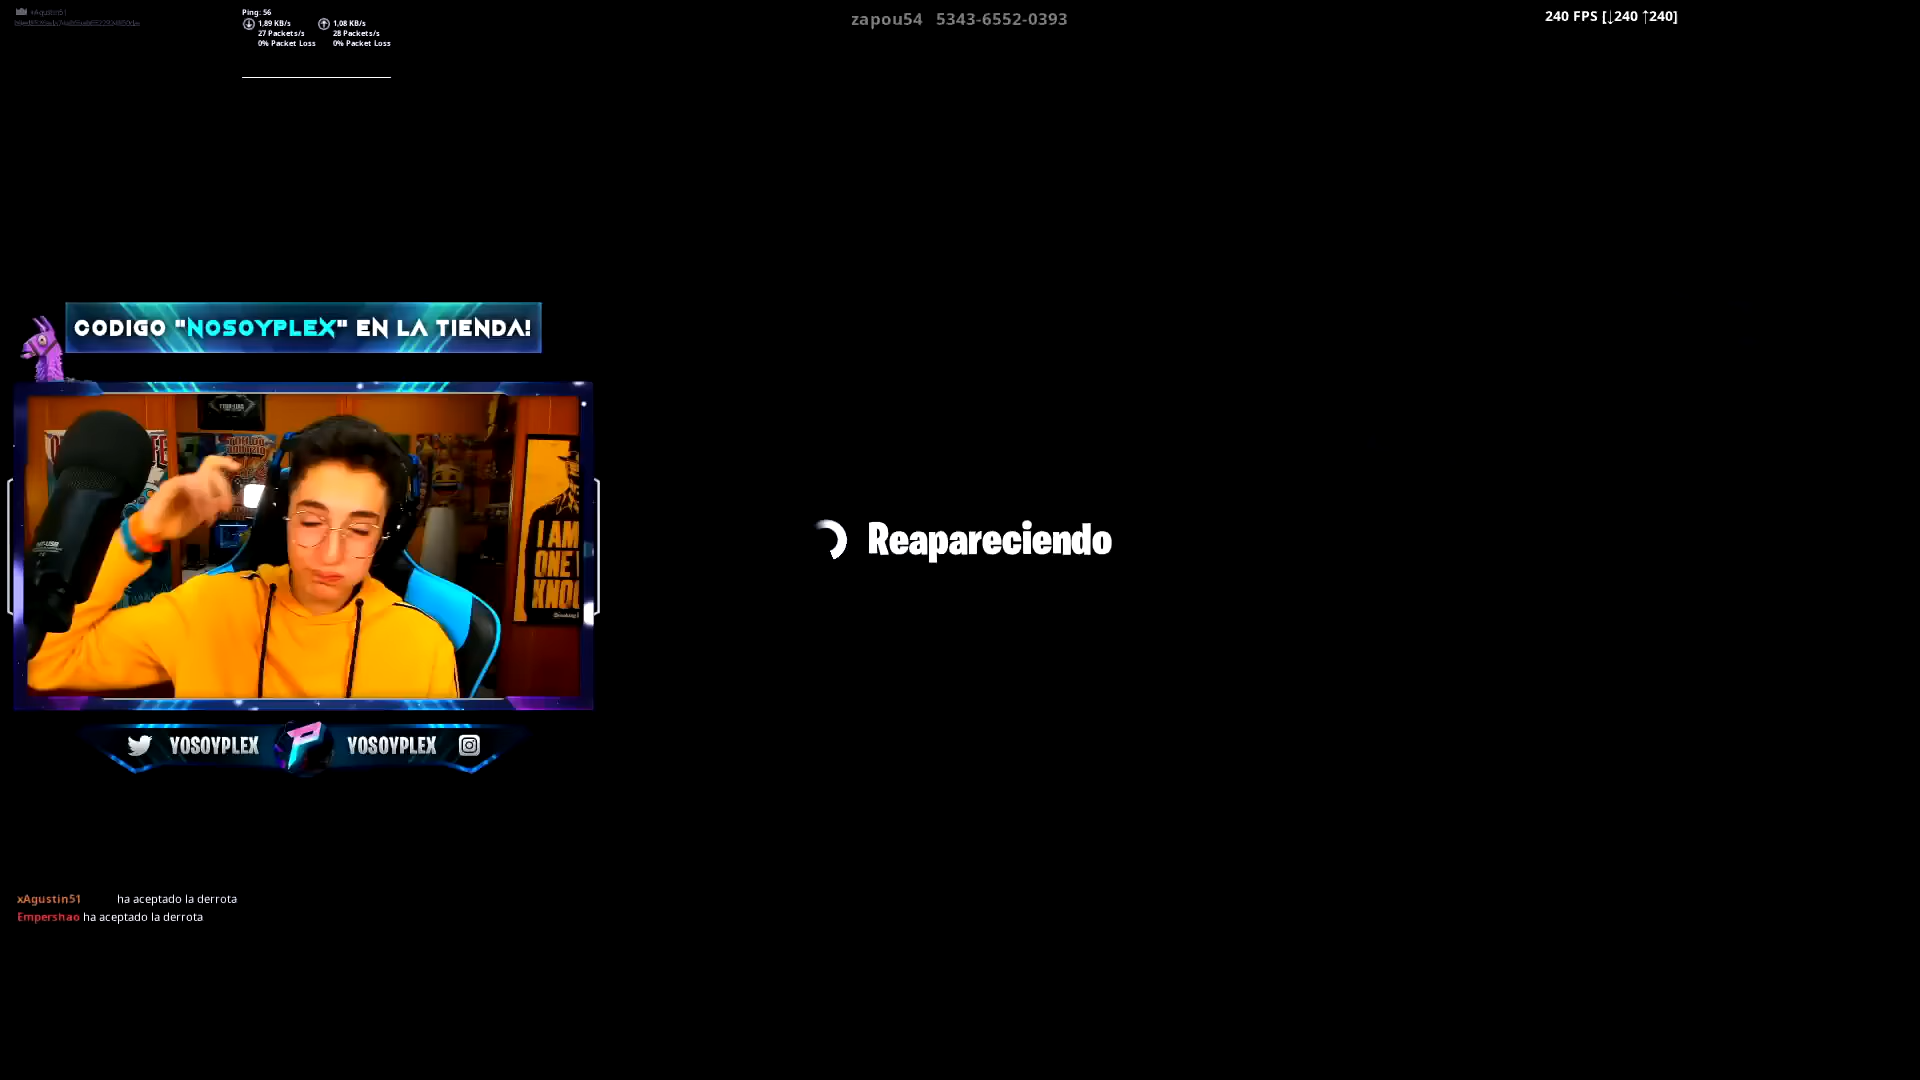 Ping: 56
1,89 KB/s 1,08 KB/s
27 Packets/s 28 Packets/s
0% Packet Loss 0% Packet Loss
zapou54 5343-6552-0393
240 FPS [↓240 ↑240]
CODIGO "NOSOYPLEX" EN LA TIENDA!
I AM
ONE
KNOC
Reapareciendo
YOSOYPLEX YOSOYPLEX
xAgustin51 ha aceptado la derrota
Empershao ha aceptado la derrota